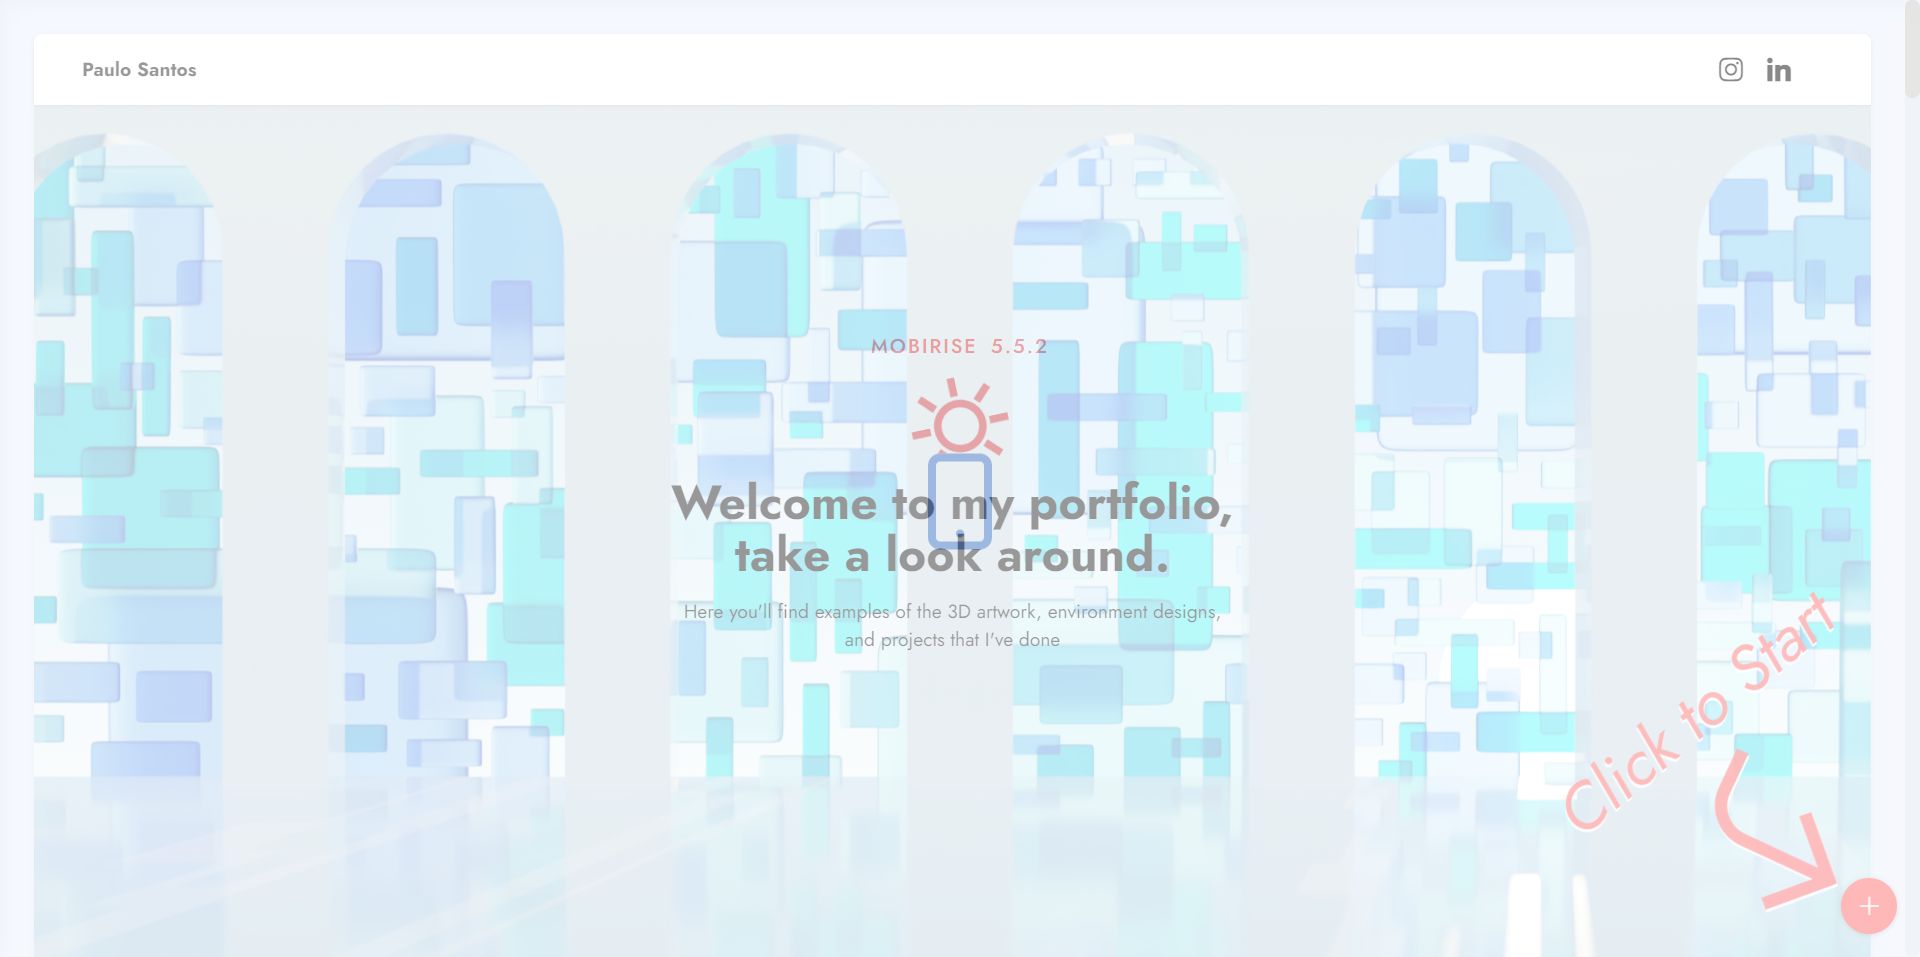 Paulo Santos
in
MOBIRISE 5.5.2
Welcome to my portfolio,
take a look around.
Here you'll find examples of the 3D artwork, environment designs,
and projects that I've done
Click to Start